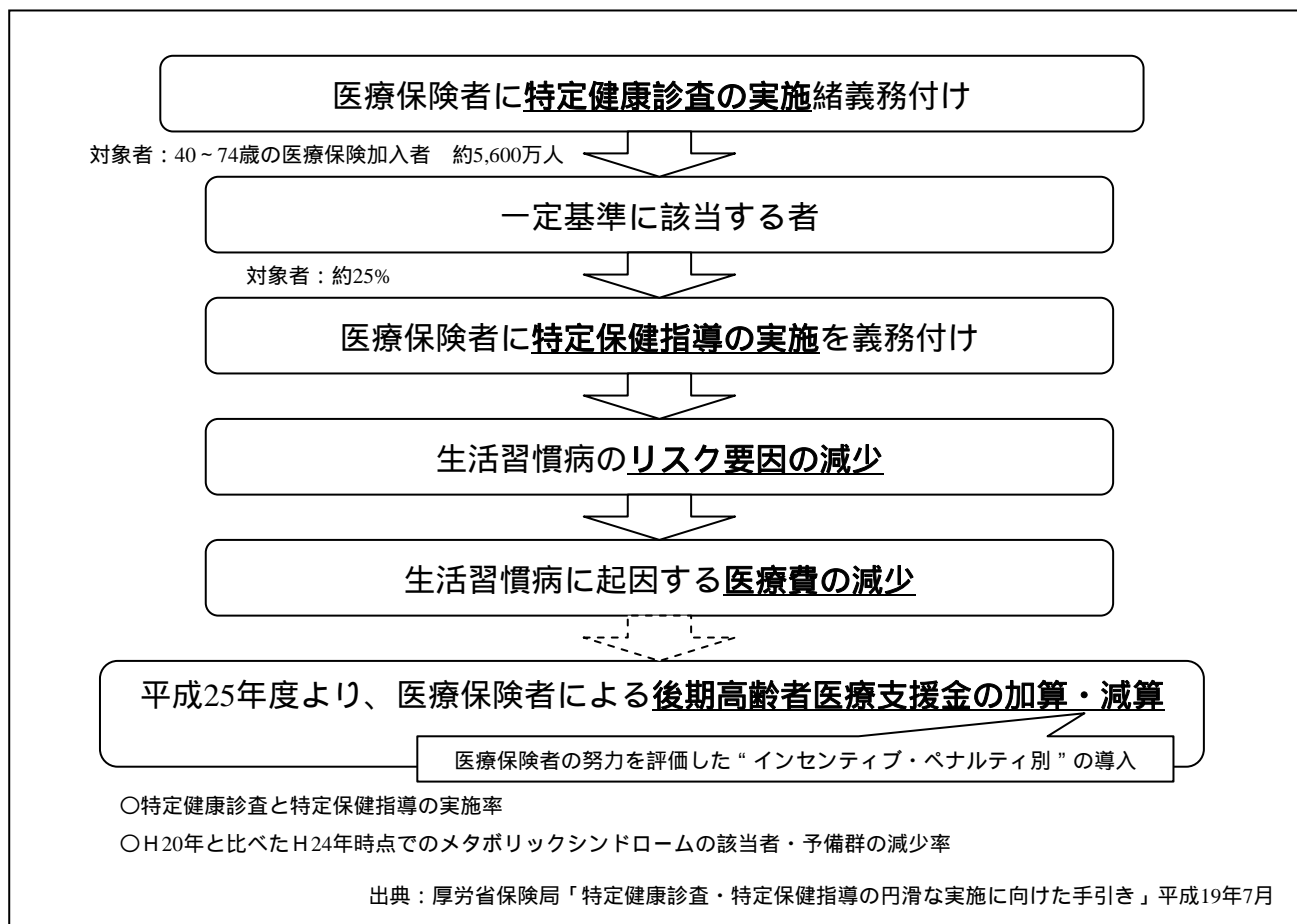 医療保険者に特定健康診査の実施緒義務付け
対象者：40～74歳の医療保険加入者　約5,600万人
一定基準に該当する者
対象者：約25%
医療保険者に特定保健指導の実施を義務付け
生活習慣病のリスク要因の減少
生活習慣病に起因する医療費の減少
平成25年度より、医療保険者による後期高齢者医療支援金の加算・減算
医療保険者の努力を評価した“インセンティブ・ペナルティ別”の導入
○特定健康診査と特定保健指導の実施率
○Ｈ20年と比べたＨ24年時点でのメタボリックシンドロームの該当者・予備群の減少率
出典：厚労省保険局「特定健康診査・特定保健指導の円滑な実施に向けた手引き」平成19年7月